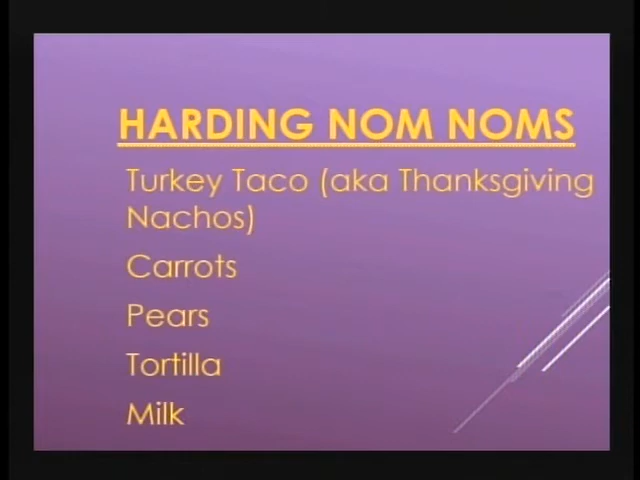 HARDING NOM NOMS
Turkey Taco (aka Thanksgiving
Nachos)
Carrots
Pears
Tortilla
Milk